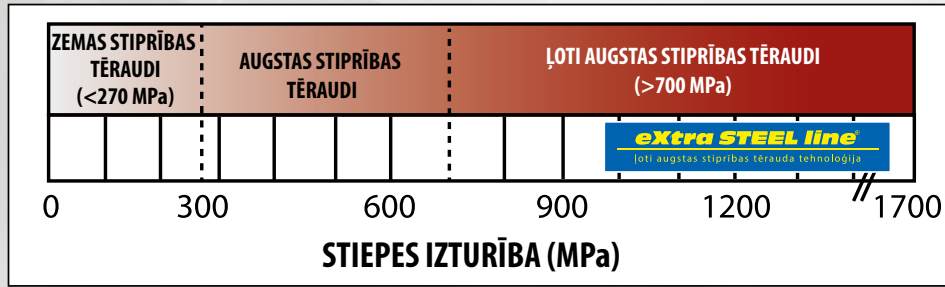 ZEMAS STIPRĪBAS
TĒRAUDI
(<270 MPa)
AUGSTAS STIPRĪBAS
TĒRAUDI
ĻOTI AUGSTAS STIPRĪBAS TĒRAUDI
(>700 MPa)
eXtra STEEL line®
ļoti augstas stiprības tērauda tehnoloģija
0 300 600 900 1200 1700
STIEPES IZTURĪBA (MPa)